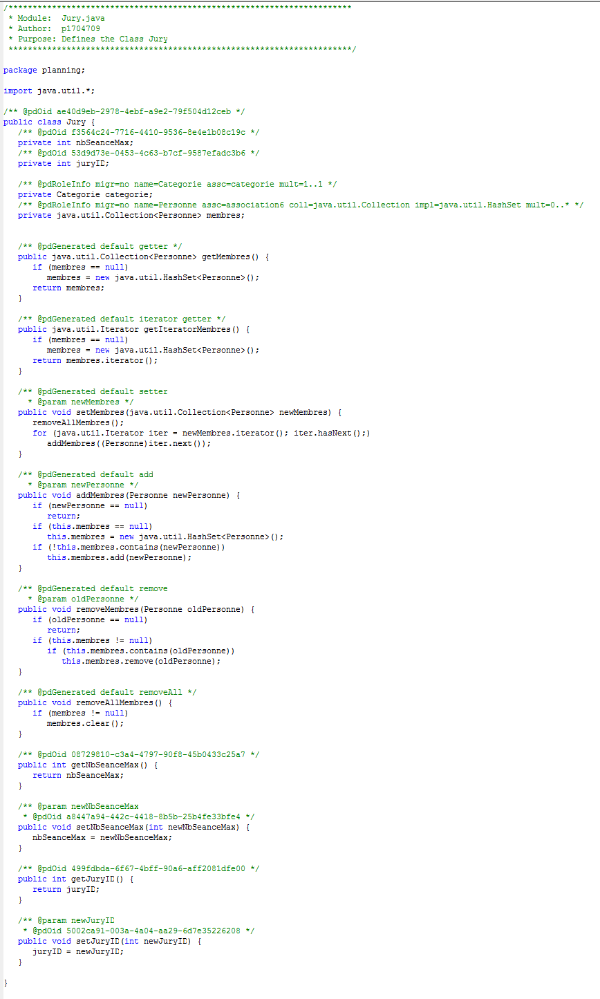 /***********************************************************************
 * Module:  Jury.java
 * Author:  p1704709
 * Purpose: Defines the Class Jury
 ***********************************************************************/
package planning;
import java.util.*;
/** @pdOid ae40d9eb-2978-4ebf-a9e2-79f504d12ceb */
public class Jury {
   /** @pdOid f3564c24-7716-4410-9536-8e4e1b08c19c */
   private int nbSeanceMax;
   /** @pdOid 53d9d73e-0453-4c63-b7cf-9587efadc3b6 */
   private int juryID;
   /** @pdRoleInfo migr=no name=Categorie assc=categorie mult=1..1 */
   private Categorie categorie;
   /** @pdRoleInfo migr=no name=Personne assc=association6 coll=java.util.Collection impl=java.util.HashSet mult=0..* */
   private java.util.Collection<Personne> membres;
   /** @pdGenerated default getter */
   public java.util.Collection<Personne> getMembres() {
      if (membres == null)
         membres = new java.util.HashSet<Personne>();
      return membres;
   }
   /** @pdGenerated default iterator getter */
   public java.util.Iterator getIteratorMembres() {
      if (membres == null)
         membres = new java.util.HashSet<Personne>();
      return membres.iterator();
   }
   /** @pdGenerated default setter
     * @param newMembres */
   public void setMembres(java.util.Collection<Personne> newMembres) {
      removeAllMembres();
      for (java.util.Iterator iter = newMembres.iterator(); iter.hasNext();)
         addMembres((Personne)iter.next());
   }
   /** @pdGenerated default add
     * @param newPersonne */
   public void addMembres(Personne newPersonne) {
      if (newPersonne == null)
         return;
      if (this.membres == null)
         this.membres = new java.util.HashSet<Personne>();
      if (!this.membres.contains(newPersonne))
         this.membres.add(newPersonne);
   }
   /** @pdGenerated default remove
     * @param oldPersonne */
   public void removeMembres(Personne oldPersonne) {
      if (oldPersonne == null)
         return;
      if (this.membres != null)
         if (this.membres.contains(oldPersonne))
            this.membres.remove(oldPersonne);
   }
   /** @pdGenerated default removeAll */
   public void removeAllMembres() {
      if (membres != null)
         membres.clear();
   }
   /** @pdOid 08729810-c3a4-4797-90f8-45b0433c25a7 */
   public int getNbSeanceMax() {
      return nbSeanceMax;
   }
   /** @param newNbSeanceMax
    * @pdOid a8447a94-442c-4418-8b5b-25b4fe33bfe4 */
   public void setNbSeanceMax(int newNbSeanceMax) {
      nbSeanceMax = newNbSeanceMax;
   }
   /** @pdOid 499fdbda-6f67-4bff-90a6-aff2081dfe00 */
   public int getJuryID() {
      return juryID;
   }
   /** @param newJuryID
    * @pdOid 5002ca91-003a-4a04-aa29-6d7e35226208 */
   public void setJuryID(int newJuryID) {
      juryID = newJuryID;
   }
}